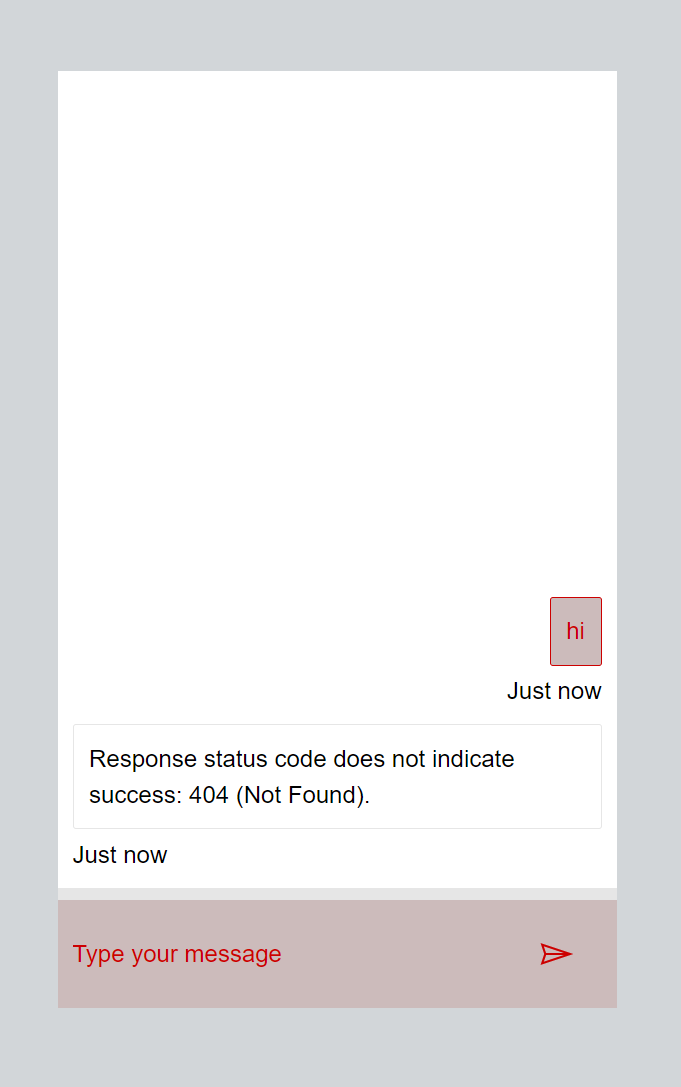 hi
Just now
Response status code does not indicate
success: 404 (Not Found).
Just now
Type your message